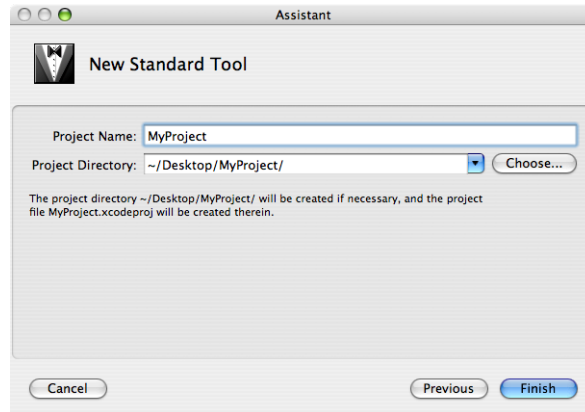 Assistant
New Standard Tool
Project Name: MyProject
Project Directory: ~/Desktop/MyProject/ Choose...
The project directory ~/Desktop/MyProject/ will be created if necessary, and the project
file MyProject.xcodeproj will be created therein.
Cancel Previous Finish